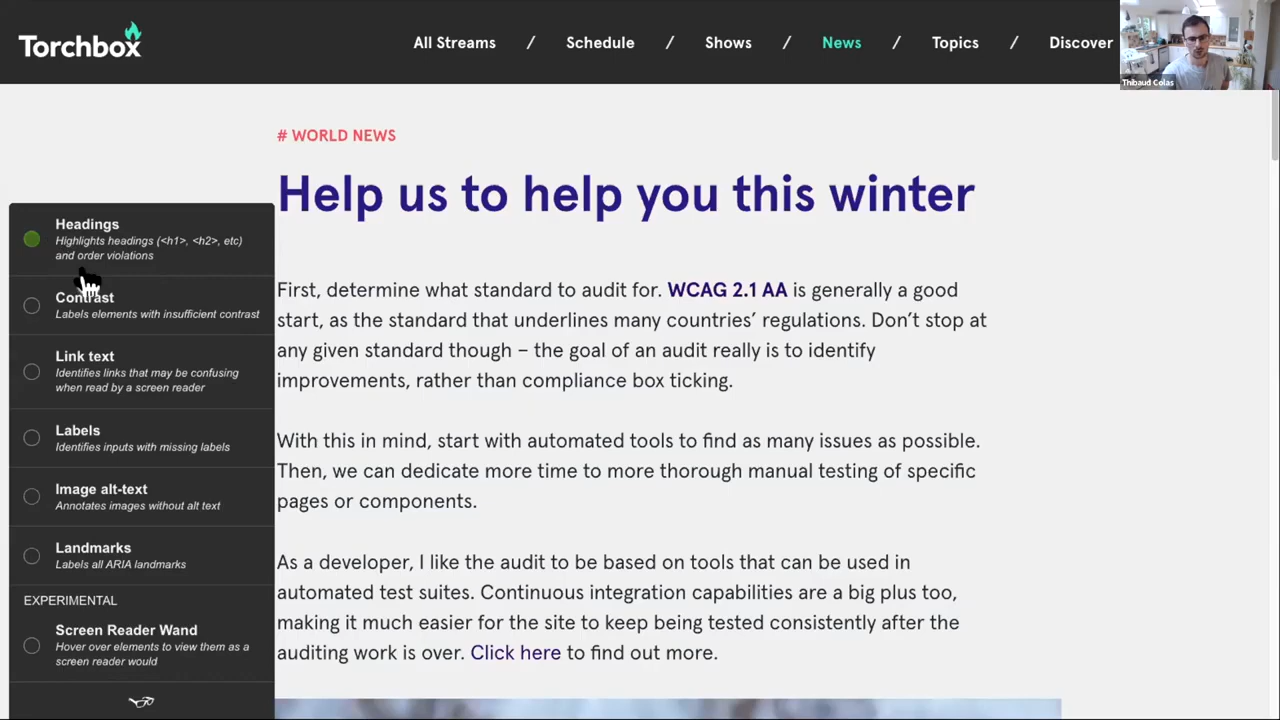 Torchbox
All Streams / Schedule / Shows / News / Topics / Discover
Thibaud Colas
# WORLD NEWS
Help us to help you this winter
First, determine what standard to audit for. WCAG 2.1 AA is generally a good
start, as the standard that underlines many countries’ regulations. Don’t stop at
any given standard though – the goal of an audit really is to identify
improvements, rather than compliance box ticking.
With this in mind, start with automated tools to find as many issues as possible.
Then, we can dedicate more time to more thorough manual testing of specific
pages or components.
As a developer, I like the audit to be based on tools that can be used in
automated test suites. Continuous integration capabilities are a big plus too,
making it much easier for the site to keep being tested consistently after the
auditing work is over. Click here to find out more.
Headings
Highlights headings (<h1>, <h2>, etc)
and order violations
Contrast
Labels elements with insufficient contrast
Link text
Identifies links that may be confusing
when read by a screen reader
Labels
Identifies inputs with missing labels
Image alt-text
Annotates images without alt text
Landmarks
Labels all ARIA landmarks
EXPERIMENTAL
Screen Reader Wand
Hover over elements to view them as a
screen reader would